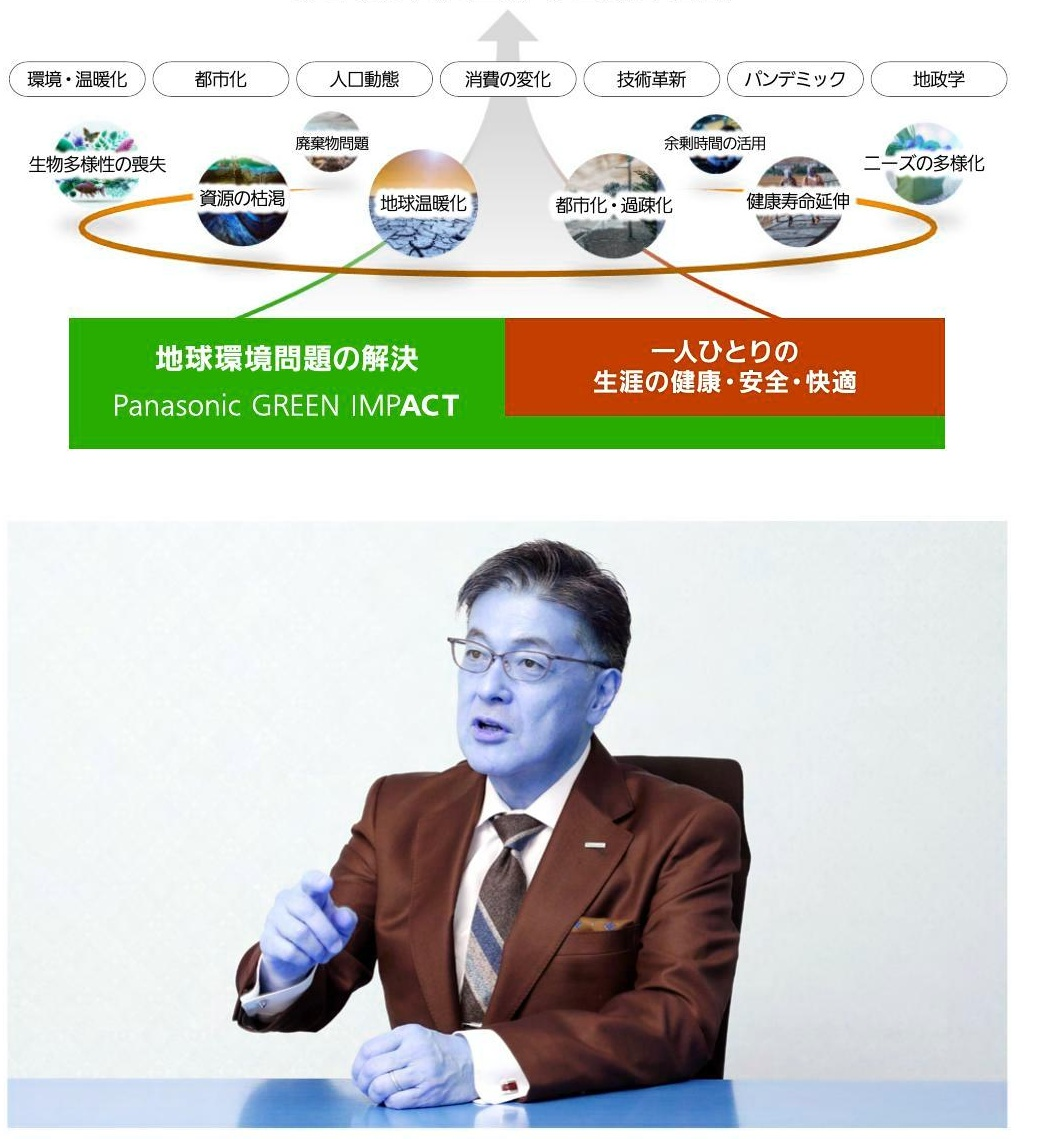 環境・温暖化
都市化
人口動態
消費の変化
技術革新
パンデミック
地政学
廃棄物問題
余剰時間の活用
生物多様性の喪失
ニーズの多様化
資源の枯渇
地球温暖化
都市化・過疎化
健康寿命延伸
地球環境問題の解決
Panasonic GREEN IMPACT
一人ひとりの
生涯の健康・安全・快適